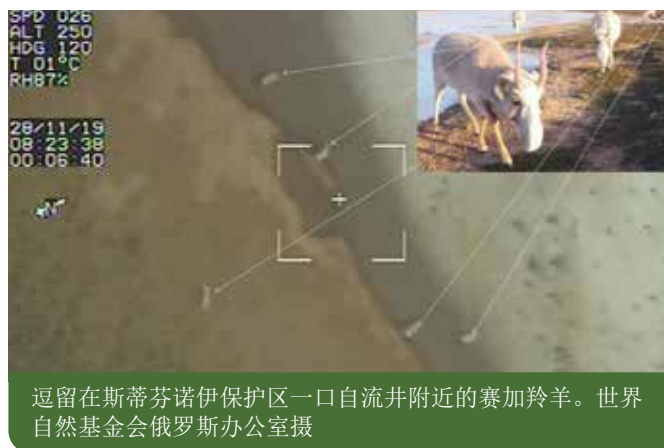 SPD 026
ALT 250
HDG 120
T 01°C
RH87%
28/11/19
08:23:38
00:06:40
逗留在斯蒂芬诺伊保护区一口自流井附近的赛加羚羊。世界
自然基金会俄罗斯办公室摄